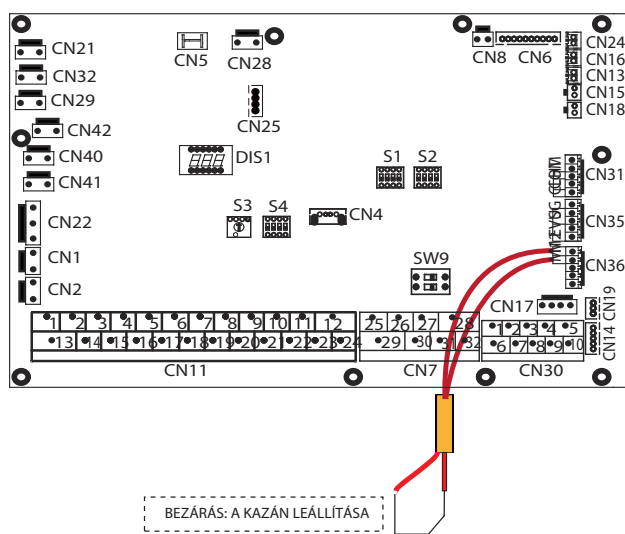 CN21
CN5
CN28
CN8
CN6
CN24
CN16
CN13
CN15
CN18
CN32
CN29
CN25
CN42
DIS1
CN40
CN41
S1
S2
CN31
CN22
S3
S4
CN4
CN35
CN1
SW9
CN36
CN2
CN17
CN19
1 2 3 4 5 6 7 8 9 10 11 12
13 14 15 16 17 18 19 20 21 22 23 24
CN11
25 26 27 28
29 30 31 32
CN7
1 2 3 4 5
6 7 8 9 10
CN30
CN14
BEZÁRÁS: A KAZÁN LEÁLLÍTÁSA